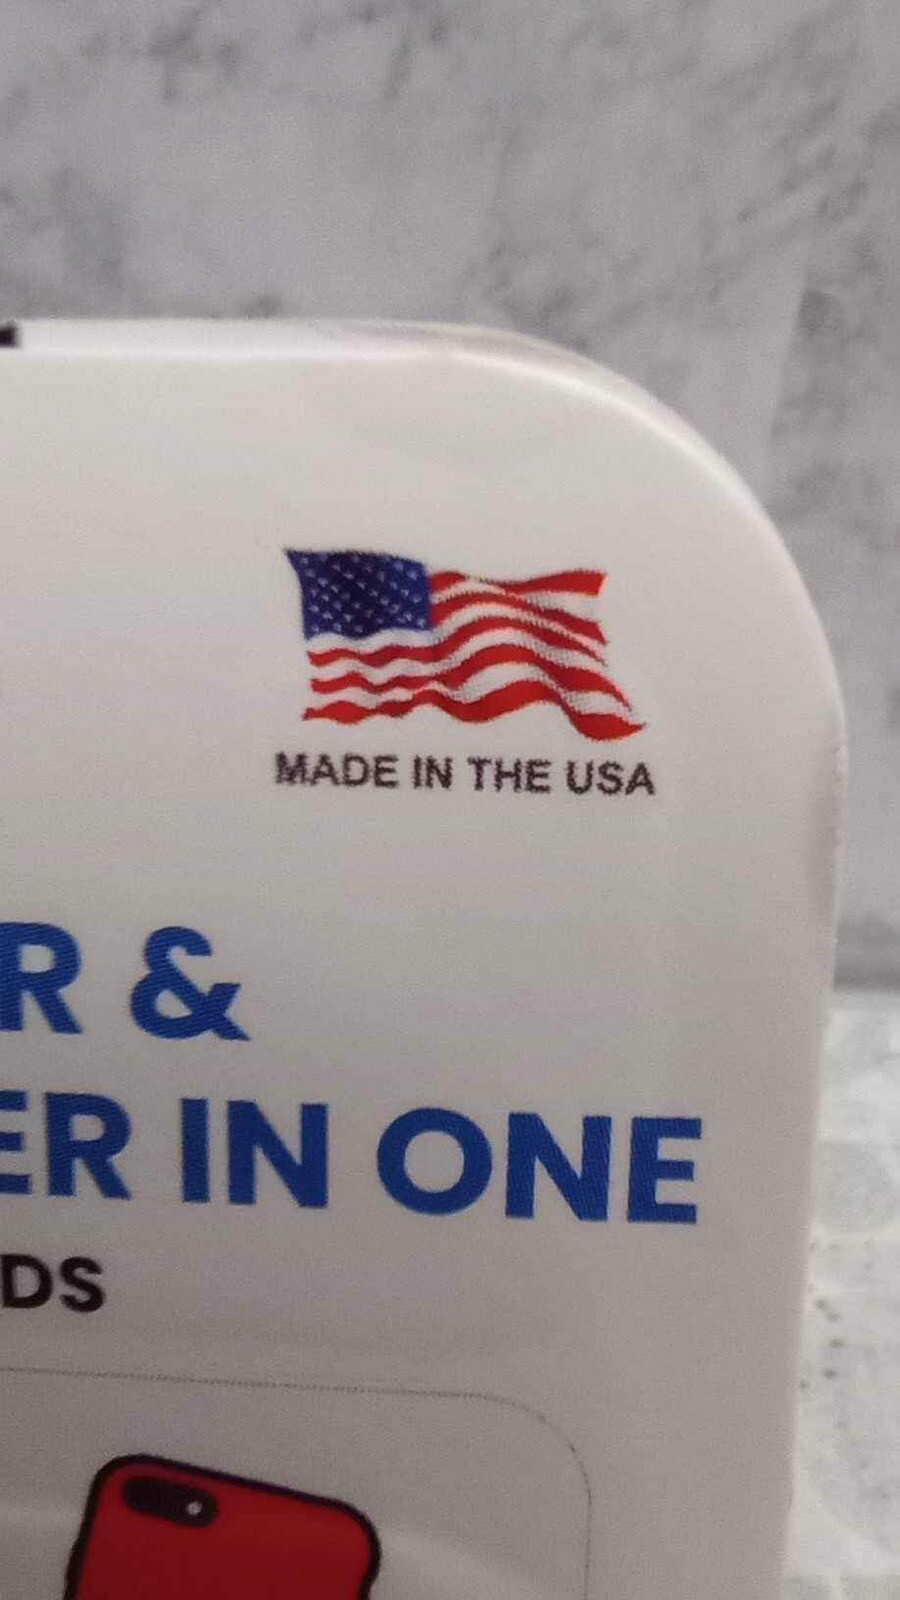 MADE IN THE USA
R &
ER IN ONE
DS